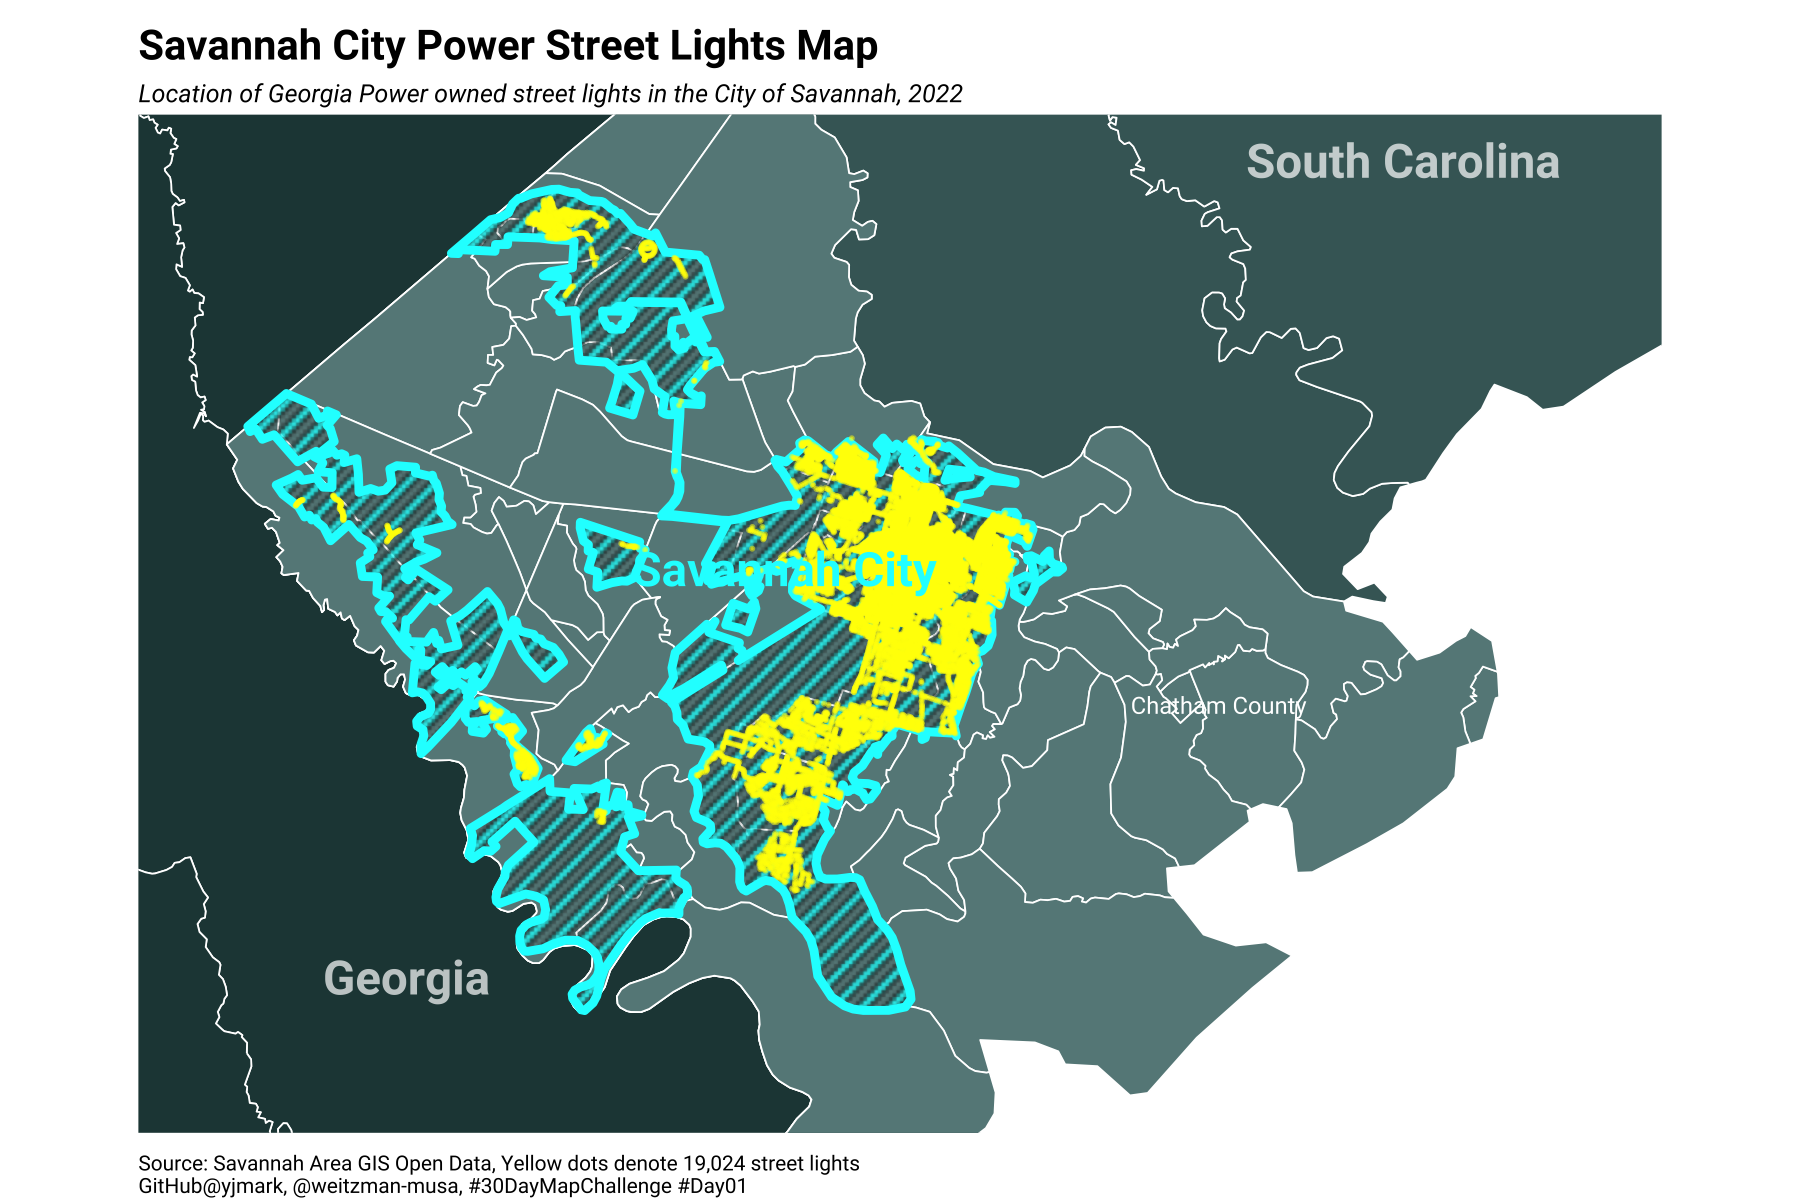 Savannah City Power Street Lights Map
Location of Georgia Power owned street lights in the City of Savannah, 2022
South Carolina
Savannah City
Chatham County
Georgia
Source: Savannah Area GIS Open Data, Yellow dots denote 19,024 street lights
GitHub@yjmark, @weitzman-musa, #30DayMapChallenge #Day01